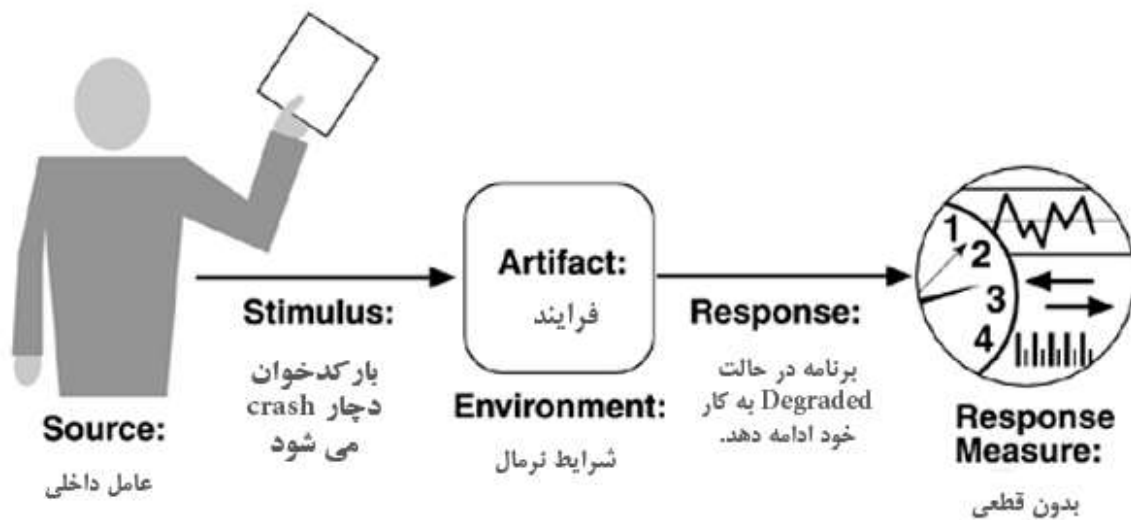 Source:
عامل داخلی
Stimulus:
بارکدخوان
دچار crash
می شود
Artifact:
فرایند
Environment:
شرایط نرمال
Response:
برنامه در حالت
Degraded به کار
خود ادامه دهد.
1
2
3
4
Response
Measure:
بدون قطعی